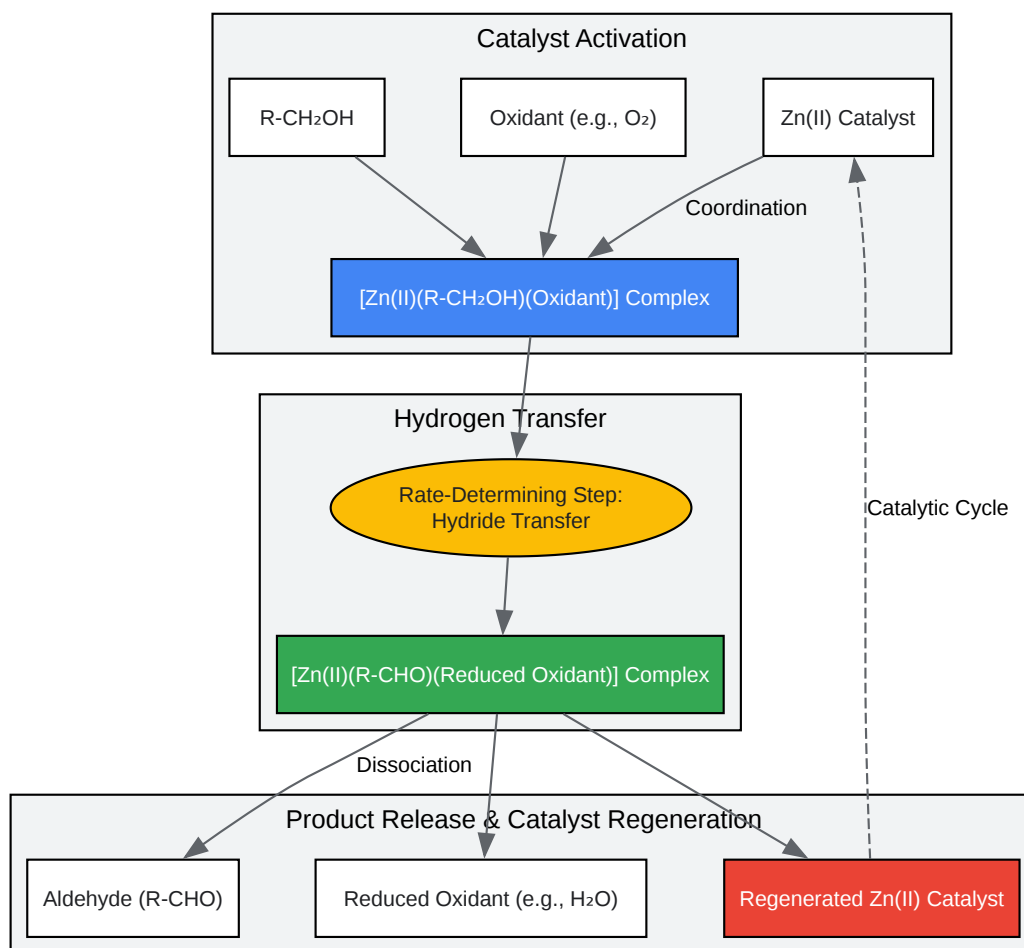 Catalyst Activation
R-CH₂OH
Oxidant (e.g., O₂)
Zn(II) Catalyst
Coordination
[Zn(II)(R-CH₂OH)(Oxidant)] Complex
Hydrogen Transfer
Rate-Determining Step:
Hydride Transfer
Catalytic Cycle
[Zn(II)(R-CHO)(Reduced Oxidant)] Complex
Dissociation
Product Release & Catalyst Regeneration
Aldehyde (R-CHO)
Reduced Oxidant (e.g., H₂O)
Regenerated Zn(II) Catalyst